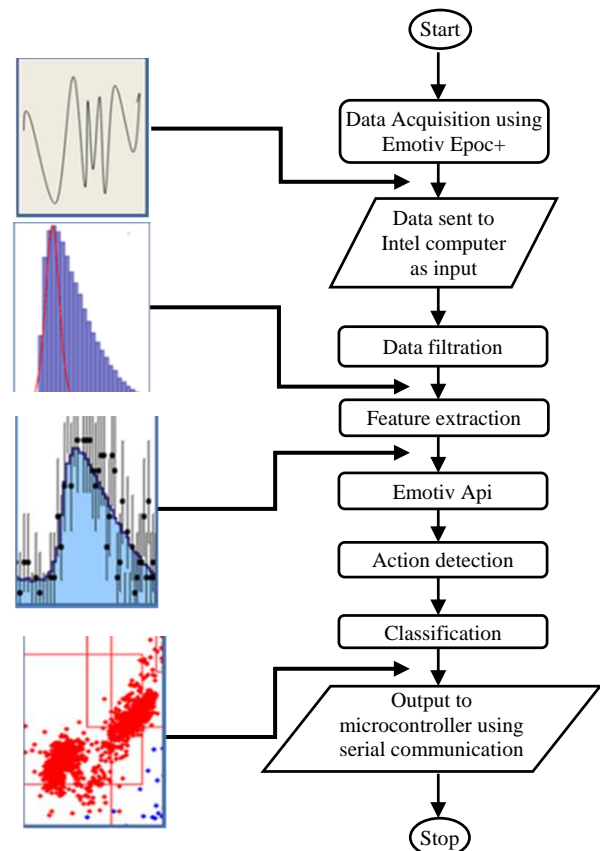 Start
Data Acquisition using
Emotiv Epoc+
Data sent to
Intel computer
as input
Data filtration
Feature extraction
Emotiv Api
Action detection
Classification
Output to
microcontroller using
serial communication
Stop